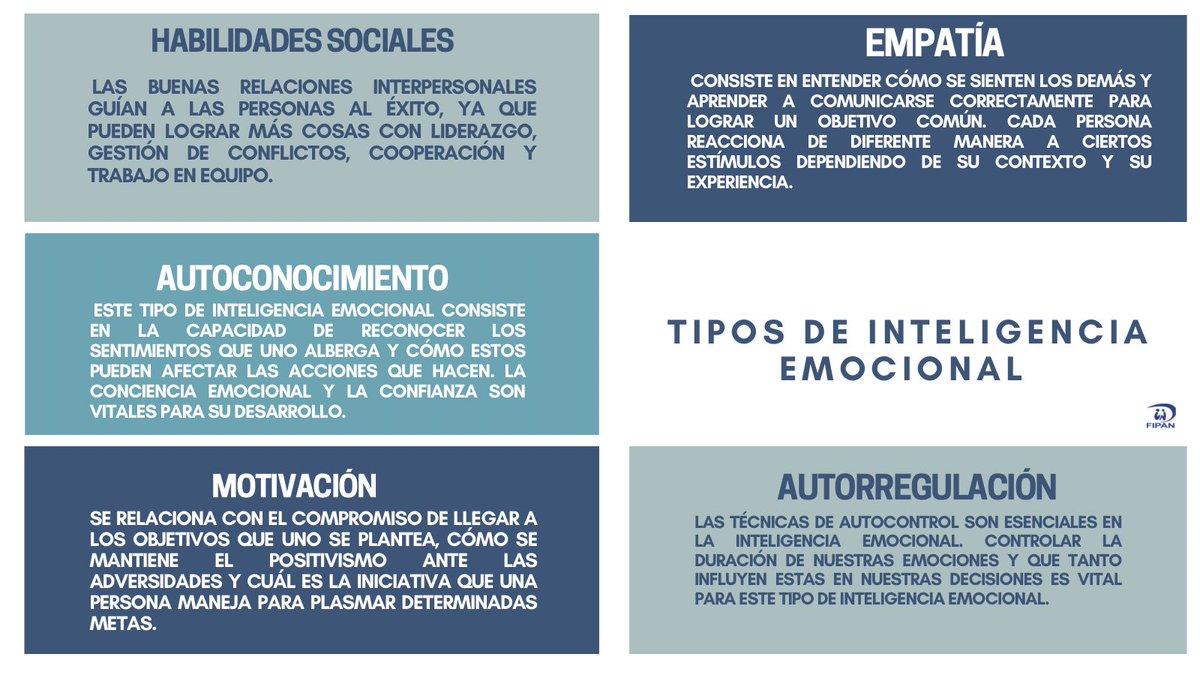 HABILIDADES SOCIALES
LAS BUENAS RELACIONES INTERPERSONALES
GUÍAN A LAS PERSONAS AL ÉXITO, YA QUE
PUEDEN LOGRAR MÁS COSAS CON LIDERAZGO,
GESTIÓN DE CONFLICTOS, COOPERACIÓN Y
TRABAJO EN EQUIPO.
EMPATÍA
CONSISTE EN ENTENDER CÓMO SE SIENTEN LOS DEMÁS Y
APRENDER A COMUNICARSE CORRECTAMENTE PARA
LOGRAR UN OBJETIVO COMÚN. CADA PERSONA
REACCIONA DE DIFERENTE MANERA A CIERTOS
ESTÍMULOS DEPENDIENDO DE SU CONTEXTO Y SU
EXPERIENCIA.
AUTOCONOCIMIENTO
ESTE TIPO DE INTELIGENCIA EMOCIONAL CONSISTE
EN LA CAPACIDAD DE RECONOCER LOS
SENTIMIENTOS QUE UNO ALBERGA Y CÓMO ESTOS
PUEDEN AFECTAR LAS ACCIONES QUE HACEN. LA
CONCIENCIA EMOCIONAL Y LA CONFIANZA SON
VITALES PARA SU DESARROLLO.
TIPOS DE INTELIGENCIA
EMOCIONAL
FIPAN
MOTIVACIÓN
SE RELACIONA CON EL COMPROMISO DE LLEGAR A
LOS OBJETIVOS QUE UNO SE PLANTEA, CÓMO SE
MANTIENE EL POSITIVISMO ANTE LAS
ADVERSIDADES Y CUÁL ES LA INICIATIVA QUE UNA
PERSONA MANEJA PARA PLASMAR DETERMINADAS
METAS.
AUTORREGULACIÓN
LAS TÉCNICAS DE AUTOCONTROL SON ESENCIALES EN
LA INTELIGENCIA EMOCIONAL. CONTROLAR LA
DURACIÓN DE NUESTRAS EMOCIONES Y QUE TANTO
INFLUYEN ESTAS EN NUESTRAS DECISIONES ES VITAL
PARA ESTE TIPO DE INTELIGENCIA EMOCIONAL.